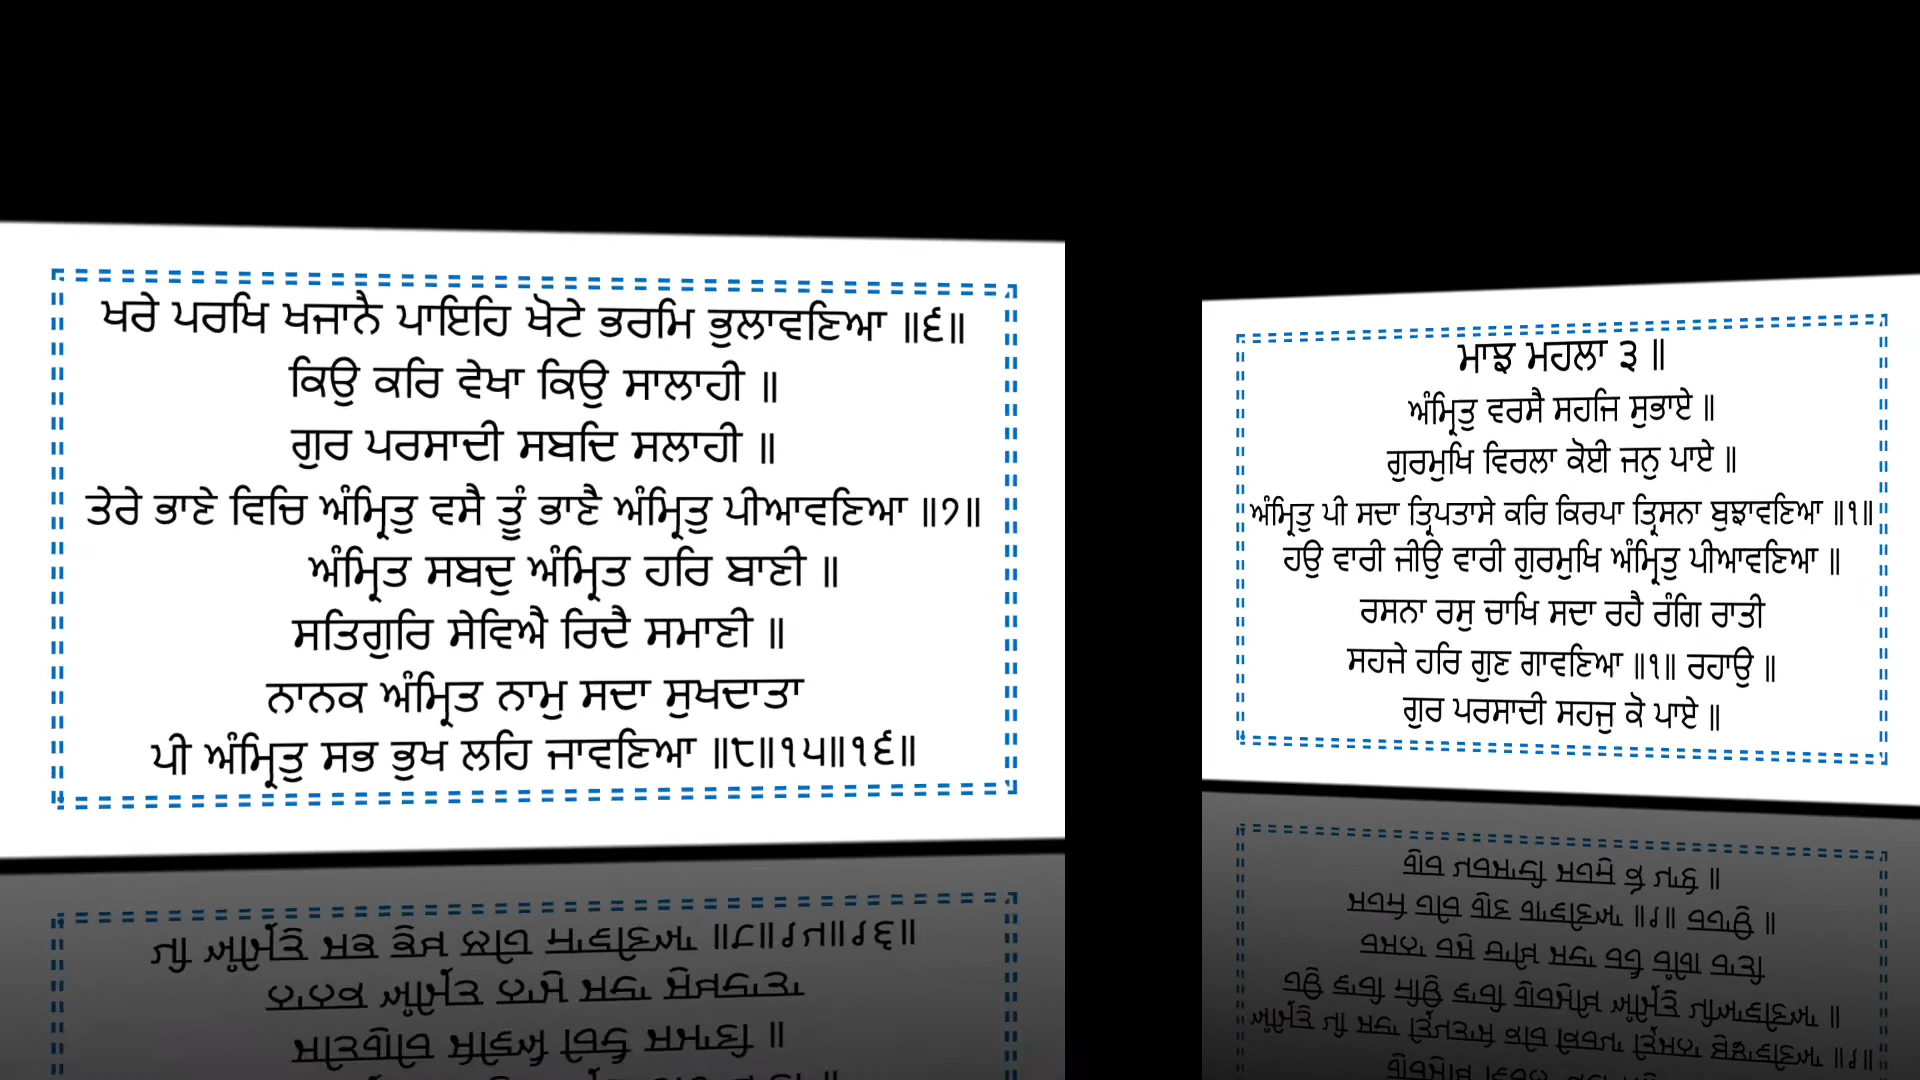 ਖਰੇ ਪਰਖਿ ਖਜਾਨੈ ਪਾਇਹਿ ਖੋਟੇ ਭਰਮਿ ਭੁਲਾਵਣਿਆ ॥੬॥
ਕਿਉ ਕਰਿ ਵੇਖਾ ਕਿਉ ਸਾਲਾਹੀ ॥
ਗੁਰ ਪਰਸਾਦੀ ਸਬਦਿ ਸਲਾਹੀ ॥
ਤੇਰੇ ਭਾਣੇ ਵਿਚਿ ਅੰਮ੍ਰਿਤੁ ਵਸੈ ਤੂੰ ਭਾਣੈ ਅੰਮ੍ਰਿਤੁ ਪੀਆਵਣਿਆ ॥੭॥
ਅੰਮ੍ਰਿਤ ਸਬਦੁ ਅੰਮ੍ਰਿਤ ਹਰਿ ਬਾਣੀ ॥
ਸਤਿਗੁਰਿ ਸੇਵਿਐ ਰਿਦੈ ਸਮਾਣੀ ॥
ਨਾਨਕ ਅੰਮ੍ਰਿਤ ਨਾਮੁ ਸਦਾ ਸੁਖਦਾਤਾ
ਪੀ ਅੰਮ੍ਰਿਤੁ ਸਭ ਭੁਖ ਲਹਿ ਜਾਵਣਿਆ ॥੮॥੧੫॥੧੬॥
ਮਾਝ ਮਹਲਾ ੩ ॥
ਅੰਮ੍ਰਿਤੁ ਵਰਸੈ ਸਹਜਿ ਸੁਭਾਏ ॥
ਗੁਰਮੁਖਿ ਵਿਰਲਾ ਕੋਈ ਜਨੁ ਪਾਏ ॥
ਅੰਮ੍ਰਿਤੁ ਪੀ ਸਦਾ ਤ੍ਰਿਪਤਾਸੇ ਕਰਿ ਕਿਰਪਾ ਤ੍ਰਿਸਨਾ ਬੁਝਾਵਣਿਆ ॥੧॥
ਹਉ ਵਾਰੀ ਜੀਉ ਵਾਰੀ ਗੁਰਮੁਖਿ ਅੰਮ੍ਰਿਤੁ ਪੀਆਵਣਿਆ ॥
ਰਸਨਾ ਰਸੁ ਚਾਖਿ ਸਦਾ ਰਹੈ ਰੰਗਿ ਰਾਤੀ
ਸਹਜੇ ਹਰਿ ਗੁਣ ਗਾਵਣਿਆ ॥੧॥ ਰਹਾਉ ॥
ਗੁਰ ਪਰਸਾਦੀ ਸਹਜੁ ਕੋ ਪਾਏ ॥